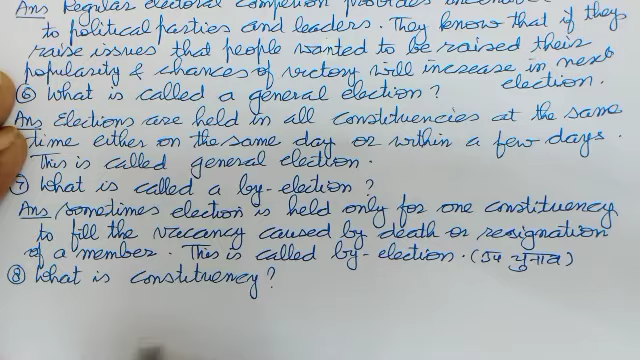 Ans Regular electoral competition provides
to political parties and leaders. They know that if they
raise issues that people wanted to be raised their
popularity & chances of victory will increase in next
election.
⑥ What is called a general election?
Ans Elections are held in all constituencies at the same
time either on the same day or within a few days.
This is called general election.
⑦ What is called a by-election?
Ans Sometimes election is held only for one constituency
to fill the vacancy caused by death or resignation
of a member. This is called by-election. (उप चुनाव)
⑧ What is constituency?